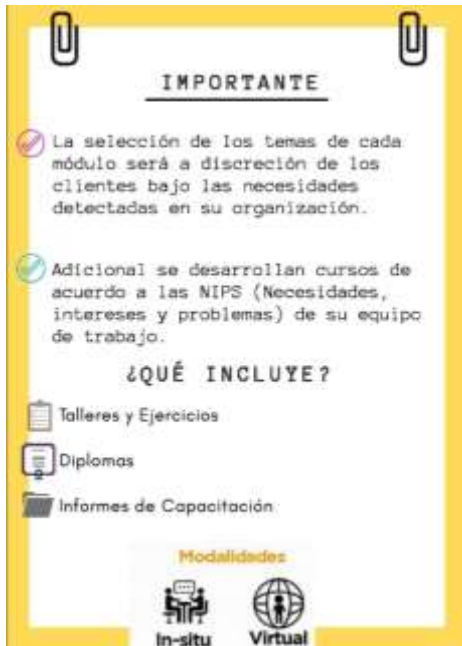 IMPORTANTE
La selección de los temas de cada
módulo será a discreción de los
clientes bajo las necesidades
detectadas en su organización.
Adicional se desarrollan cursos de
acuerdo a las NIPS (Necesidades,
intereses y problemas) de su equipo
de trabajo.
¿QUÉ INCLUYE?
Talleres y Ejercicios
Diplomas
Informes de Capacitación
Modalidades
In-situ Virtual